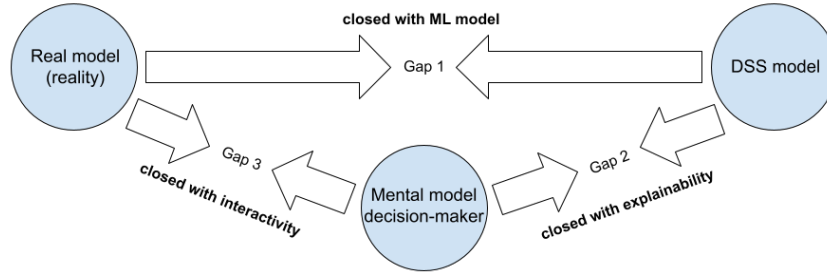 closed with ML model
Real model
(reality)
Gap 1
DSS model
Gap 3
closed with interactivity
Mental model
decision-maker
Gap 2
closed with explainability